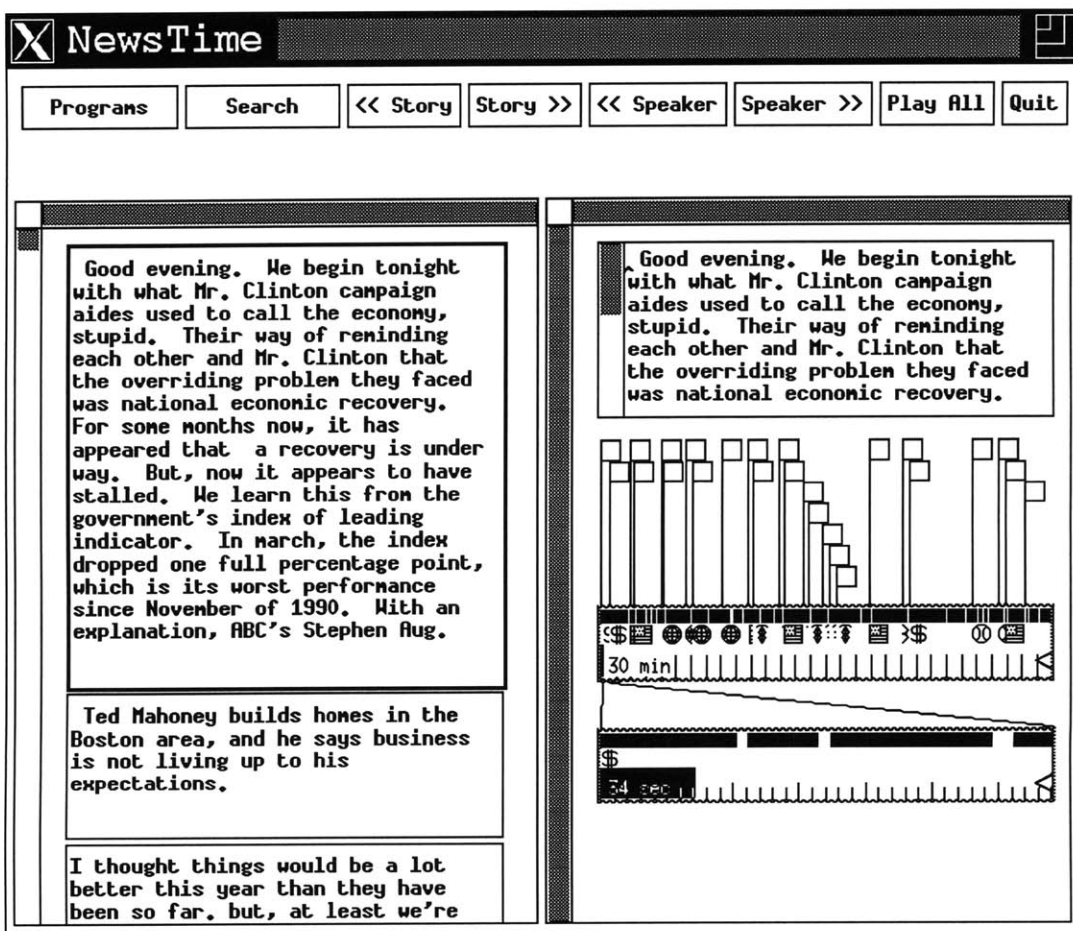 NewsTime
Programs Search << Story Story >> << Speaker Speaker >> Play All Quit
Good evening.  We begin tonight
with what Mr. Clinton campaign
aides used to call the economy,
stupid.  Their way of reminding
each other and Mr. Clinton that
the overriding problem they faced
was national economic recovery.
For some months now, it has
appeared that  a recovery is under
way.  But, now it appears to have
stalled.  We learn this from the
government's index of leading
indicator.  In march, the index
dropped one full percentage point,
which is its worst performance
since November of 1990.  With an
explanation, ABC's Stephen Aug.
Ted Mahoney builds homes in the
Boston area, and he says business
is not living up to his
expectations.
I thought things would be a lot
better this year than they have
been so far. but, at least we're
Good evening.  We begin tonight
with what Mr. Clinton campaign
aides used to call the economy,
stupid.  Their way of reminding
each other and Mr. Clinton that
the overriding problem they faced
was national economic recovery.
30 min
$
34 sec